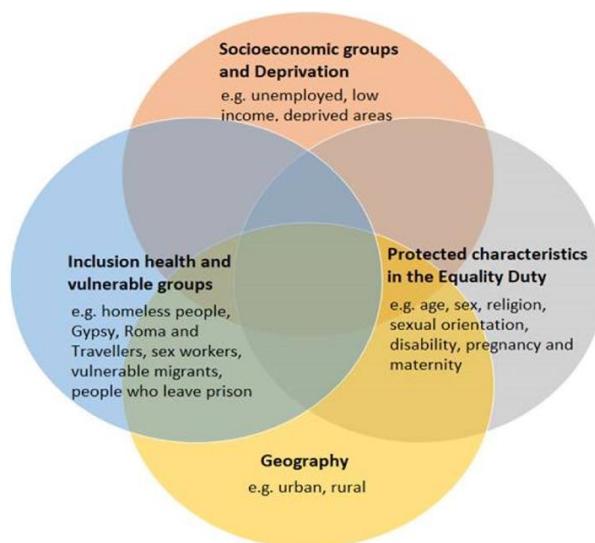 Socioeconomic groups
and Deprivation
e.g. unemployed, low
income, deprived areas
Inclusion health and
vulnerable groups
e.g. homeless people,
Gypsy, Roma and
Travellers, sex workers,
vulnerable migrants,
people who leave prison
Protected characteristics
in the Equality Duty
e.g. age, sex, religion,
sexual orientation,
disability, pregnancy and
maternity
Geography
e.g. urban, rural